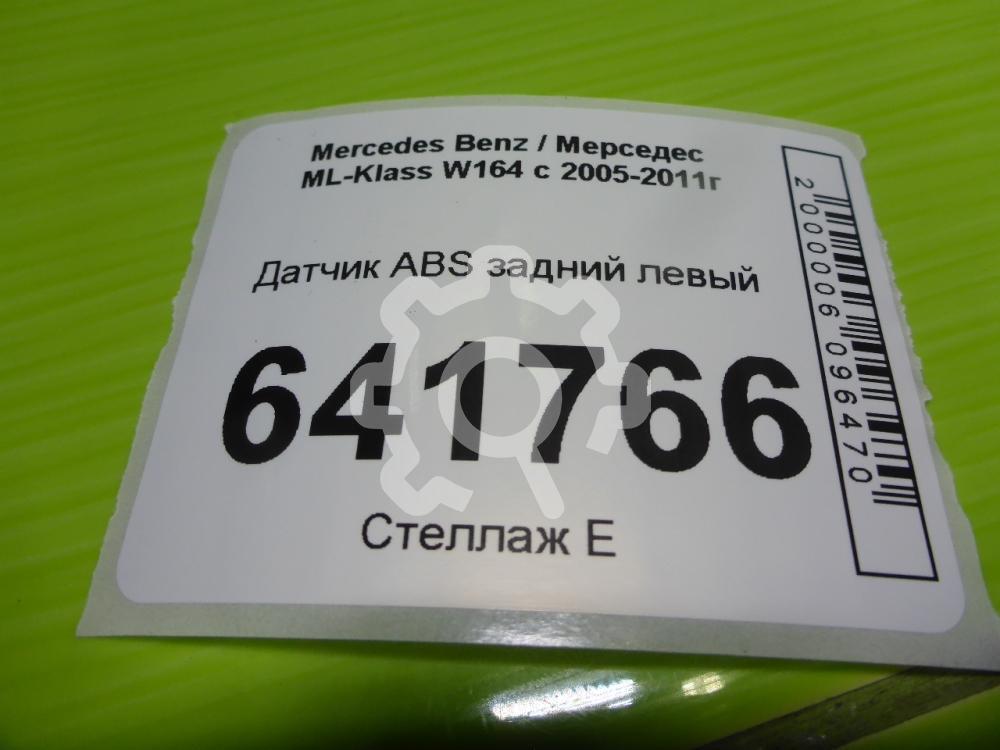 Mercedes Benz / Мерседес
ML-Klass W164 с 2005-2011г
Датчик ABS задний левый
641766
Стеллаж Е
2000006096470